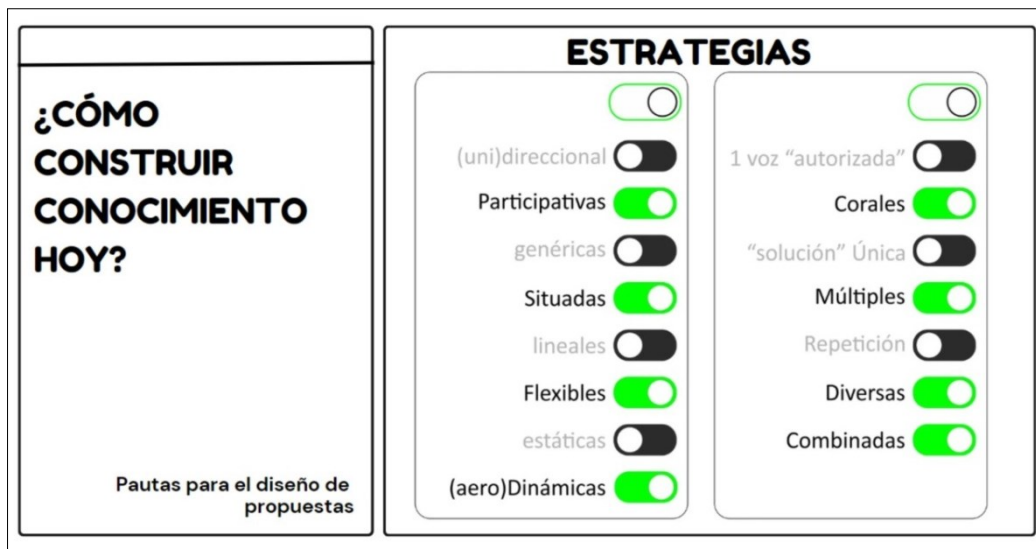 ¿CÓMO
CONSTRUIR
CONOCIMIENTO
HOY?
Pautas para el diseño de
propuestas
ESTRATEGIAS
(uni)direccional
Participativas
genéricas
Situadas
lineales
Flexibles
estáticas
(aero)Dinámicas
1 voz “autorizada”
Corales
“solución” Única
Múltiples
Repetición
Diversas
Combinadas